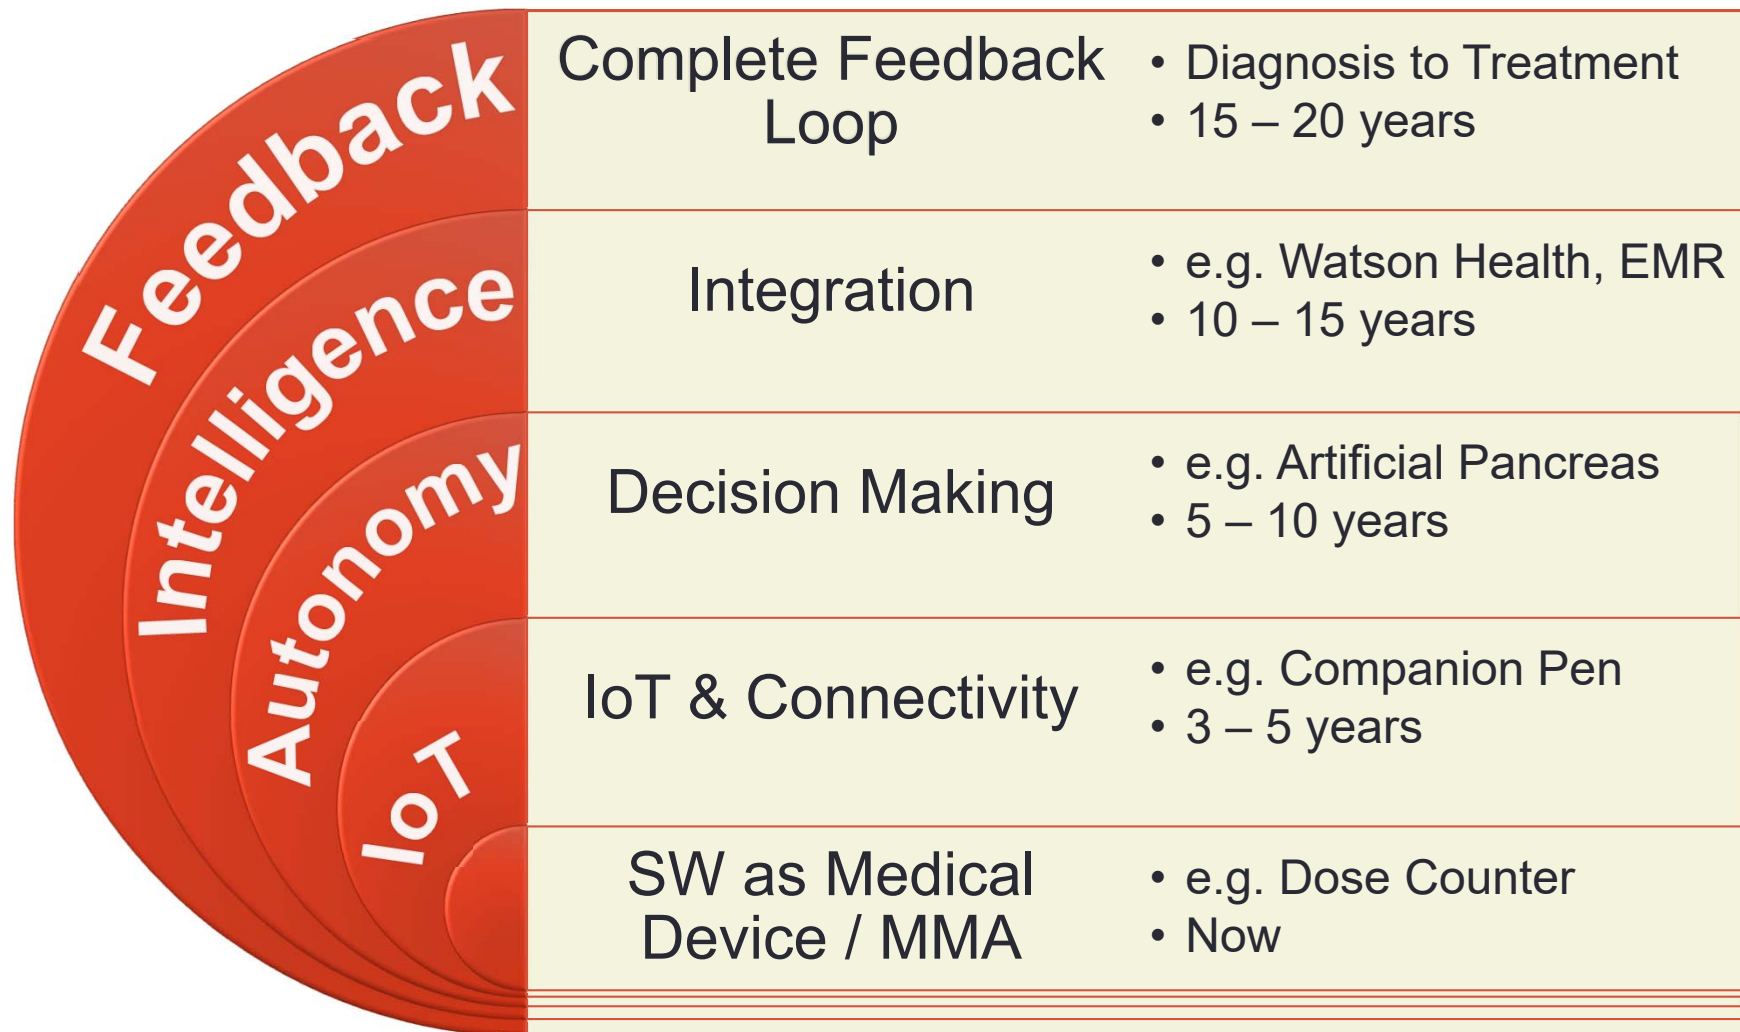 Feedback
Complete Feedback
Loop
• Diagnosis to Treatment
• 15 – 20 years
Intelligence
Integration
• e.g. Watson Health, EMR
• 10 – 15 years
Autonomy
Decision Making
• e.g. Artificial Pancreas
• 5 – 10 years
IoT
IoT & Connectivity
• e.g. Companion Pen
• 3 – 5 years
SW as Medical
Device / MMA
• e.g. Dose Counter
• Now